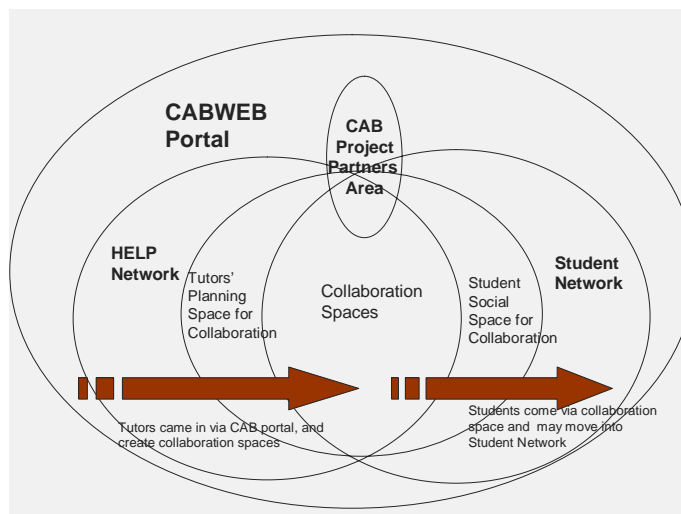 CABWEB
Portal
CAB
Project
Partners
Area
HELP
Network
Tutors'
Planning
Space for
Collaboration
Collaboration
Spaces
Student
Social
Space for
Collaboration
Student
Network
Tutors came in via CAB portal, and
create collaboration spaces
Students come via collaboration
space and may move into
Student Network